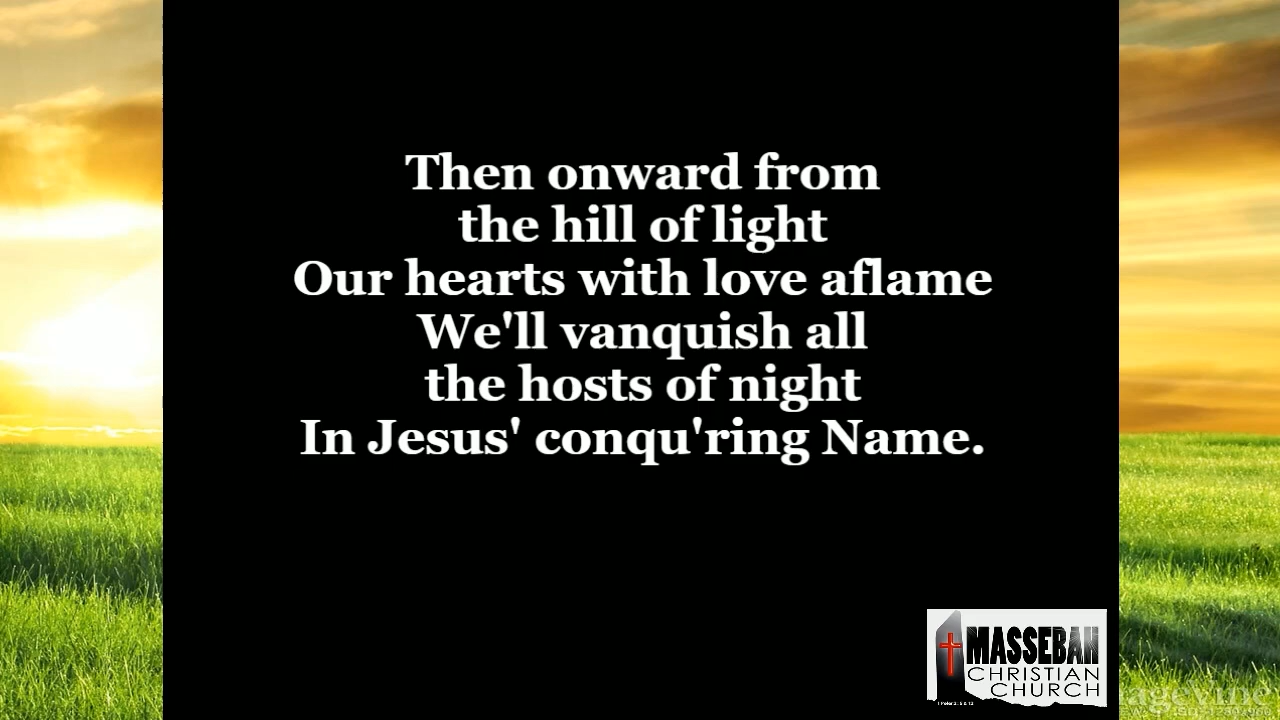 Then onward from
the hill of light
Our hearts with love aflame
We'll vanquish all
the hosts of night
In Jesus' conqu'ring Name.
MASSEBAH
CHRISTIAN
CHURCH